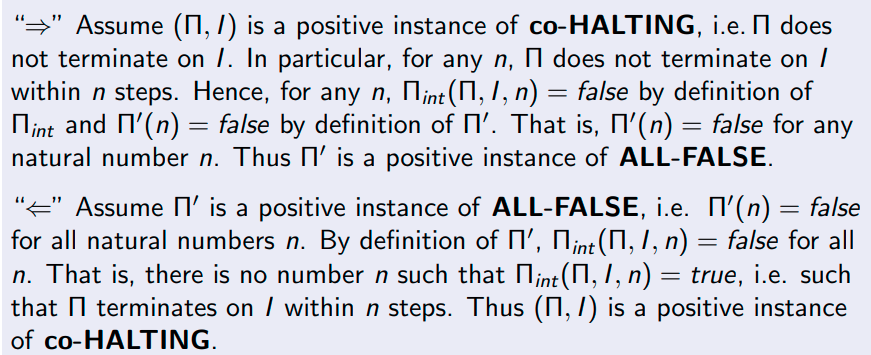 “⇒” Assume (Π, I) is a positive instance of co-HALTING, i.e. Π does
not terminate on I. In particular, for any n, Π does not terminate on I
within n steps. Hence, for any n, Π_int(Π, I, n) = false by definition of
Π_int and Π′(n) = false by definition of Π′. That is, Π′(n) = false for any
natural number n. Thus Π′ is a positive instance of ALL-FALSE.
“⇐” Assume Π′ is a positive instance of ALL-FALSE, i.e. Π′(n) = false
for all natural numbers n. By definition of Π′, Π_int(Π, I, n) = false for all
n. That is, there is no number n such that Π_int(Π, I, n) = true, i.e. such
that Π terminates on I within n steps. Thus (Π, I) is a positive instance
of co-HALTING.